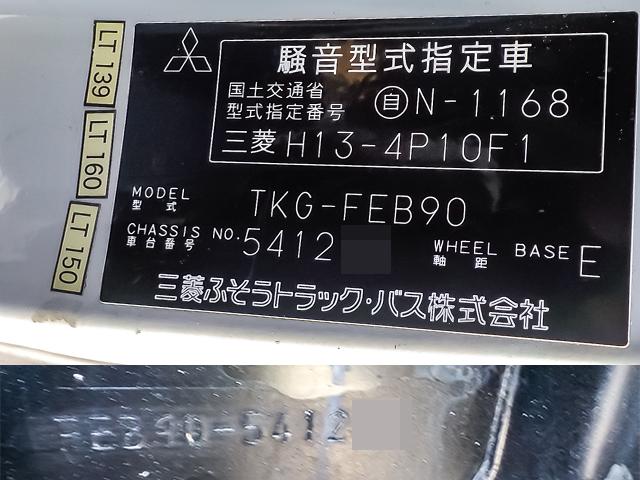 LT 139
LT 160
LT 150
騒音型式指定車
国土交通省
型式指定番号 自N-1168
三菱 H13-4P10F1
MODEL
型式 TKG-FEB90
CHASSIS NO.
車台番号 5412
WHEEL BASE
軸距 E
三菱ふそうトラック・バス株式会社
FEB90-5412